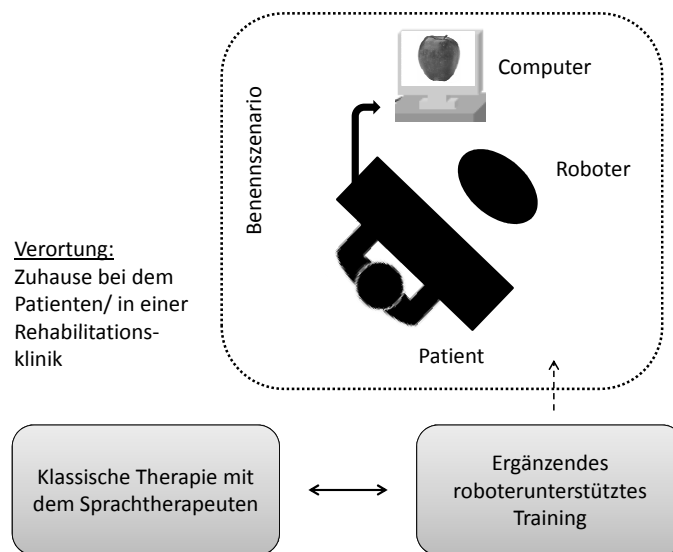 Computer
Benennszenario
Roboter
Verortung:
Zuhause bei dem
Patienten/ in einer
Rehabilitations-
klinik
Patient
Klassische Therapie mit
dem Sprachtherapeuten
Ergänzendes
roboterunterstütztes
Training